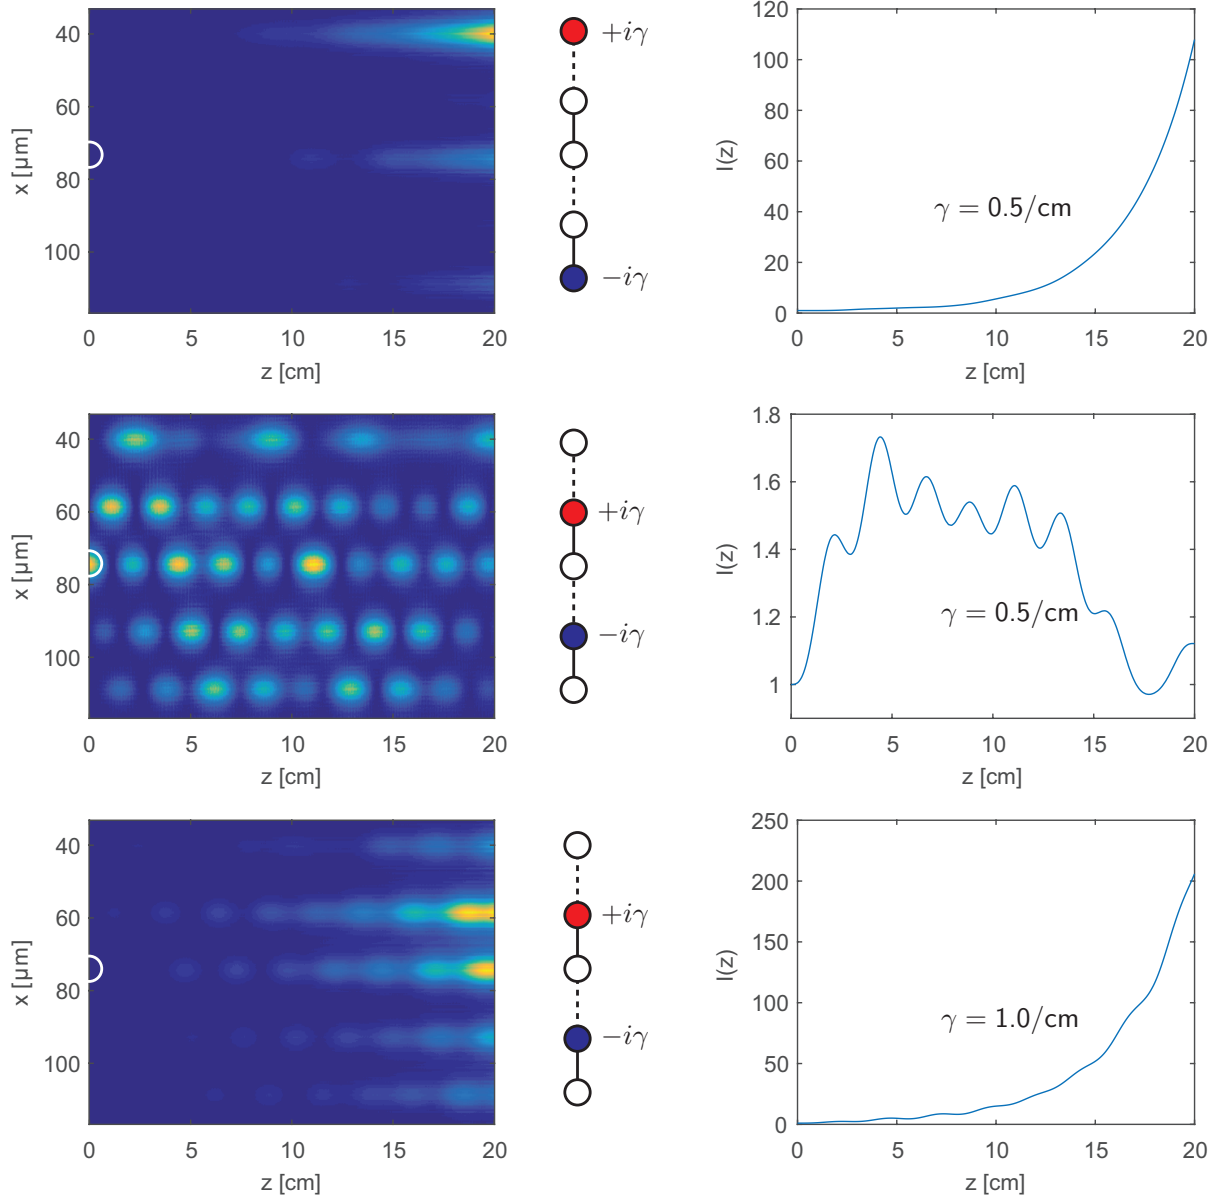 40
60
80
100
x [µm]
0 5 10 15 20
z [cm]
+iγ
−iγ
120
100
80
60
40
20
0
I(z)
γ = 0.5/cm
0 5 10 15 20
z [cm]
40
60
80
100
x [µm]
0 5 10 15 20
z [cm]
+iγ
−iγ
1.8
1.6
1.4
1.2
1
I(z)
γ = 0.5/cm
0 5 10 15 20
z [cm]
40
60
80
100
x [µm]
0 5 10 15 20
z [cm]
+iγ
−iγ
250
200
150
100
50
0
I(z)
γ = 1.0/cm
0 5 10 15 20
z [cm]